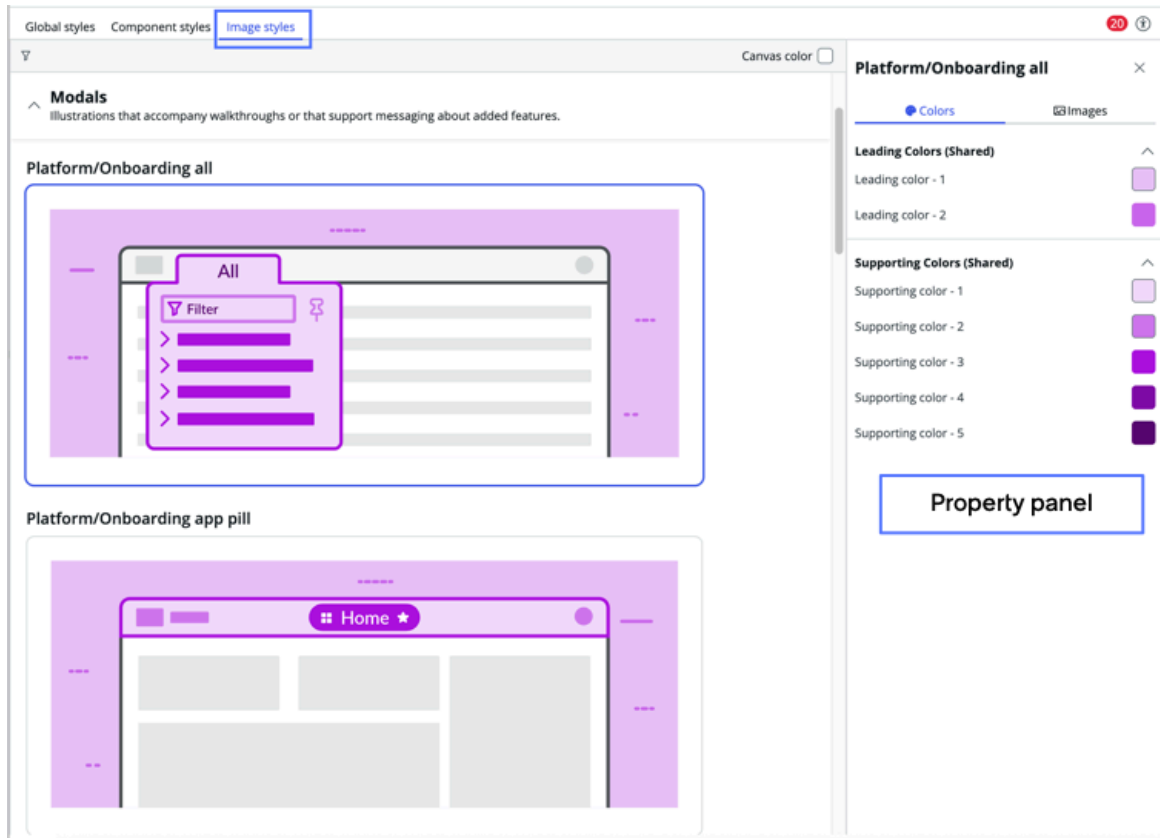 Global styles
Component styles
Image styles
20
Canvas color
Modals
Illustrations that accompany walkthroughs or that support messaging about added features.
Platform/Onboarding all
All
Filter
Platform/Onboarding app pill
Home
Platform/Onboarding all
Colors
Images
Leading Colors (Shared)
Leading color - 1
Leading color - 2
Supporting Colors (Shared)
Supporting color - 1
Supporting color - 2
Supporting color - 3
Supporting color - 4
Supporting color - 5
Property panel